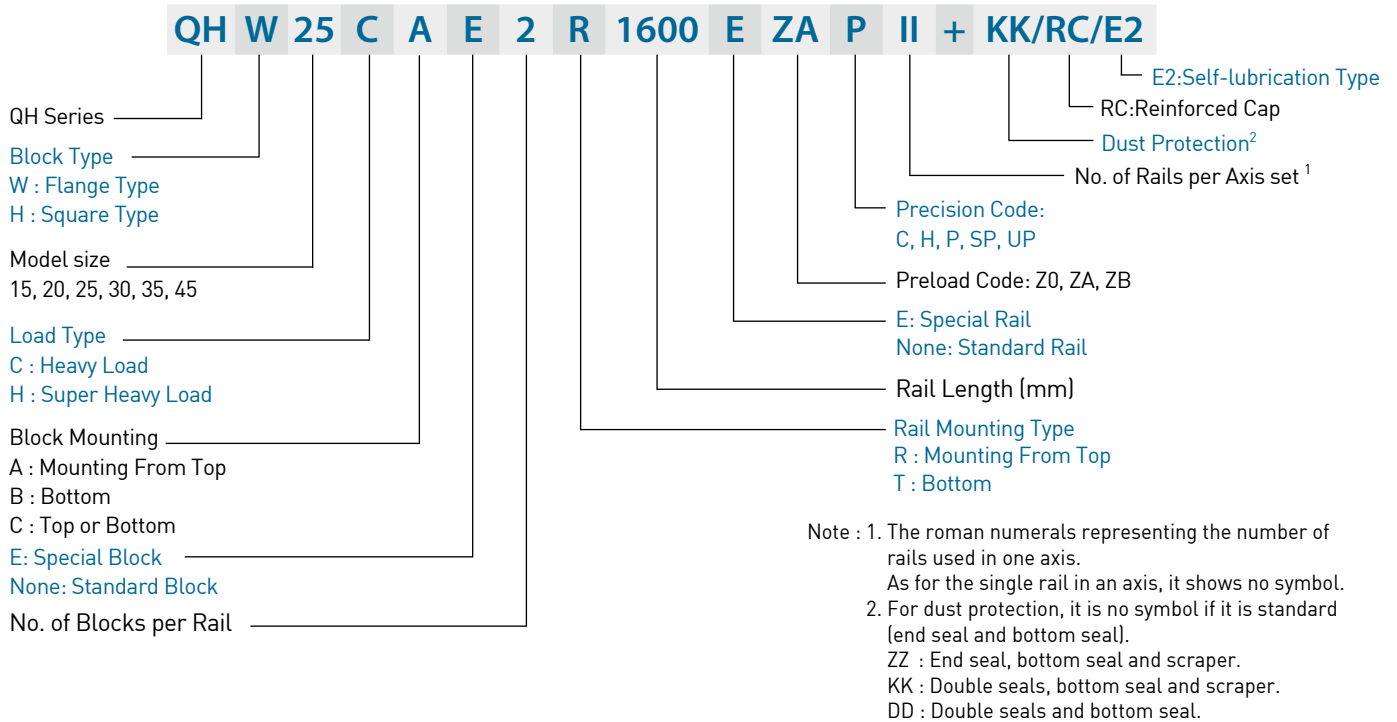 QH W 25 C A E 2 R 1600 E ZA P II + KK/RC/E2
QH Series
Block Type
W : Flange Type
H : Square Type
Model size
15, 20, 25, 30, 35, 45
Load Type
C : Heavy Load
H : Super Heavy Load
Block Mounting
A : Mounting From Top
B : Bottom
C : Top or Bottom
E: Special Block
None: Standard Block
No. of Blocks per Rail
E2:Self-lubrication Type
RC:Reinforced Cap
Dust Protection2
No. of Rails per Axis set 1
Precision Code:
C, H, P, SP, UP
Preload Code: Z0, ZA, ZB
E: Special Rail
None: Standard Rail
Rail Length (mm)
Rail Mounting Type
R : Mounting From Top
T : Bottom
Note : 1. The roman numerals representing the number of
rails used in one axis.
As for the single rail in an axis, it shows no symbol.
2. For dust protection, it is no symbol if it is standard
(end seal and bottom seal).
ZZ : End seal, bottom seal and scraper.
KK : Double seals, bottom seal and scraper.
DD : Double seals and bottom seal.